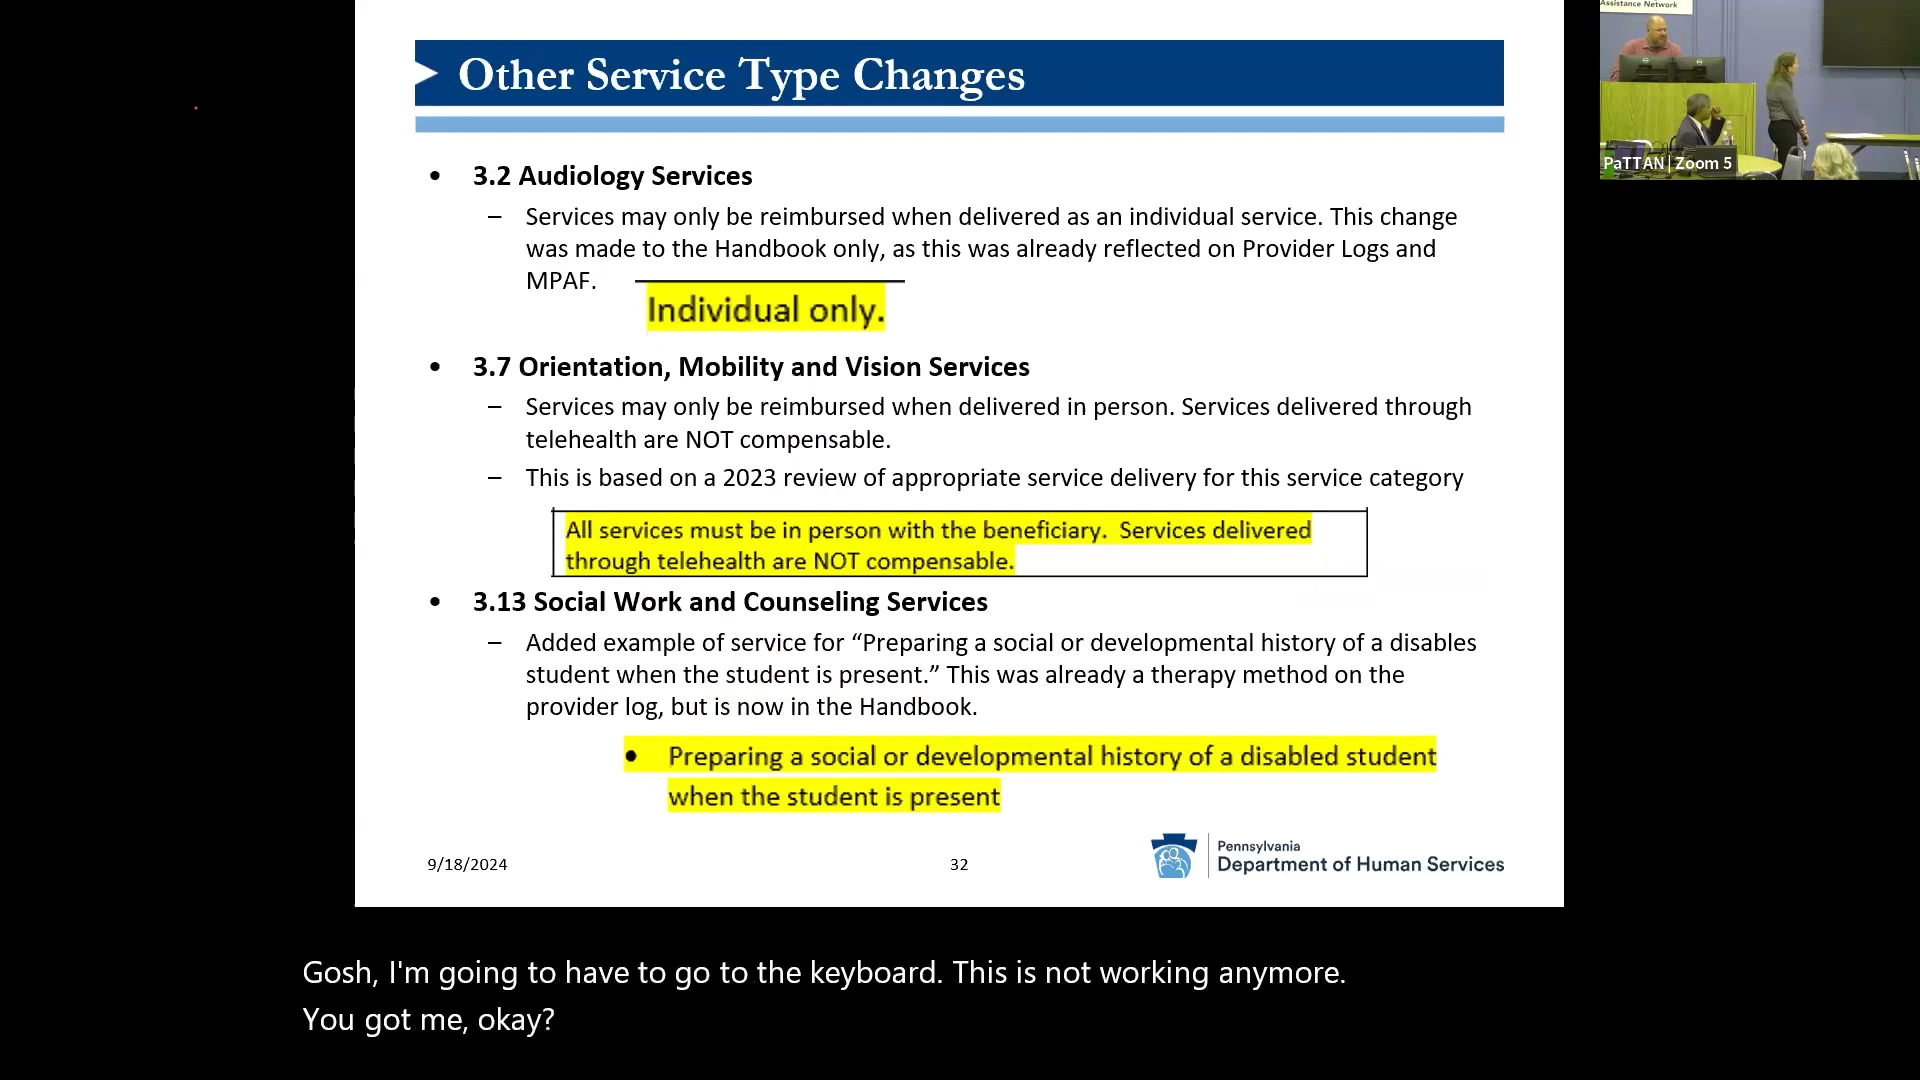 Other Service Type Changes
• 3.2 Audiology Services
– Services may only be reimbursed when delivered as an individual service. This change
was made to the Handbook only, as this was already reflected on Provider Logs and
MPAF.
Individual only.
• 3.7 Orientation, Mobility and Vision Services
– Services may only be reimbursed when delivered in person. Services delivered through
telehealth are NOT compensable.
– This is based on a 2023 review of appropriate service delivery for this service category
All services must be in person with the beneficiary. Services delivered
through telehealth are NOT compensable.
• 3.13 Social Work and Counseling Services
– Added example of service for “Preparing a social or developmental history of a disables
student when the student is present.” This was already a therapy method on the
provider log, but is now in the Handbook.
• Preparing a social or developmental history of a disabled student
when the student is present
9/18/2024
32
Pennsylvania
Department of Human Services
Assistance Network
PaTTAN | Zoom 5
Gosh, I'm going to have to go to the keyboard. This is not working anymore.
You got me, okay?